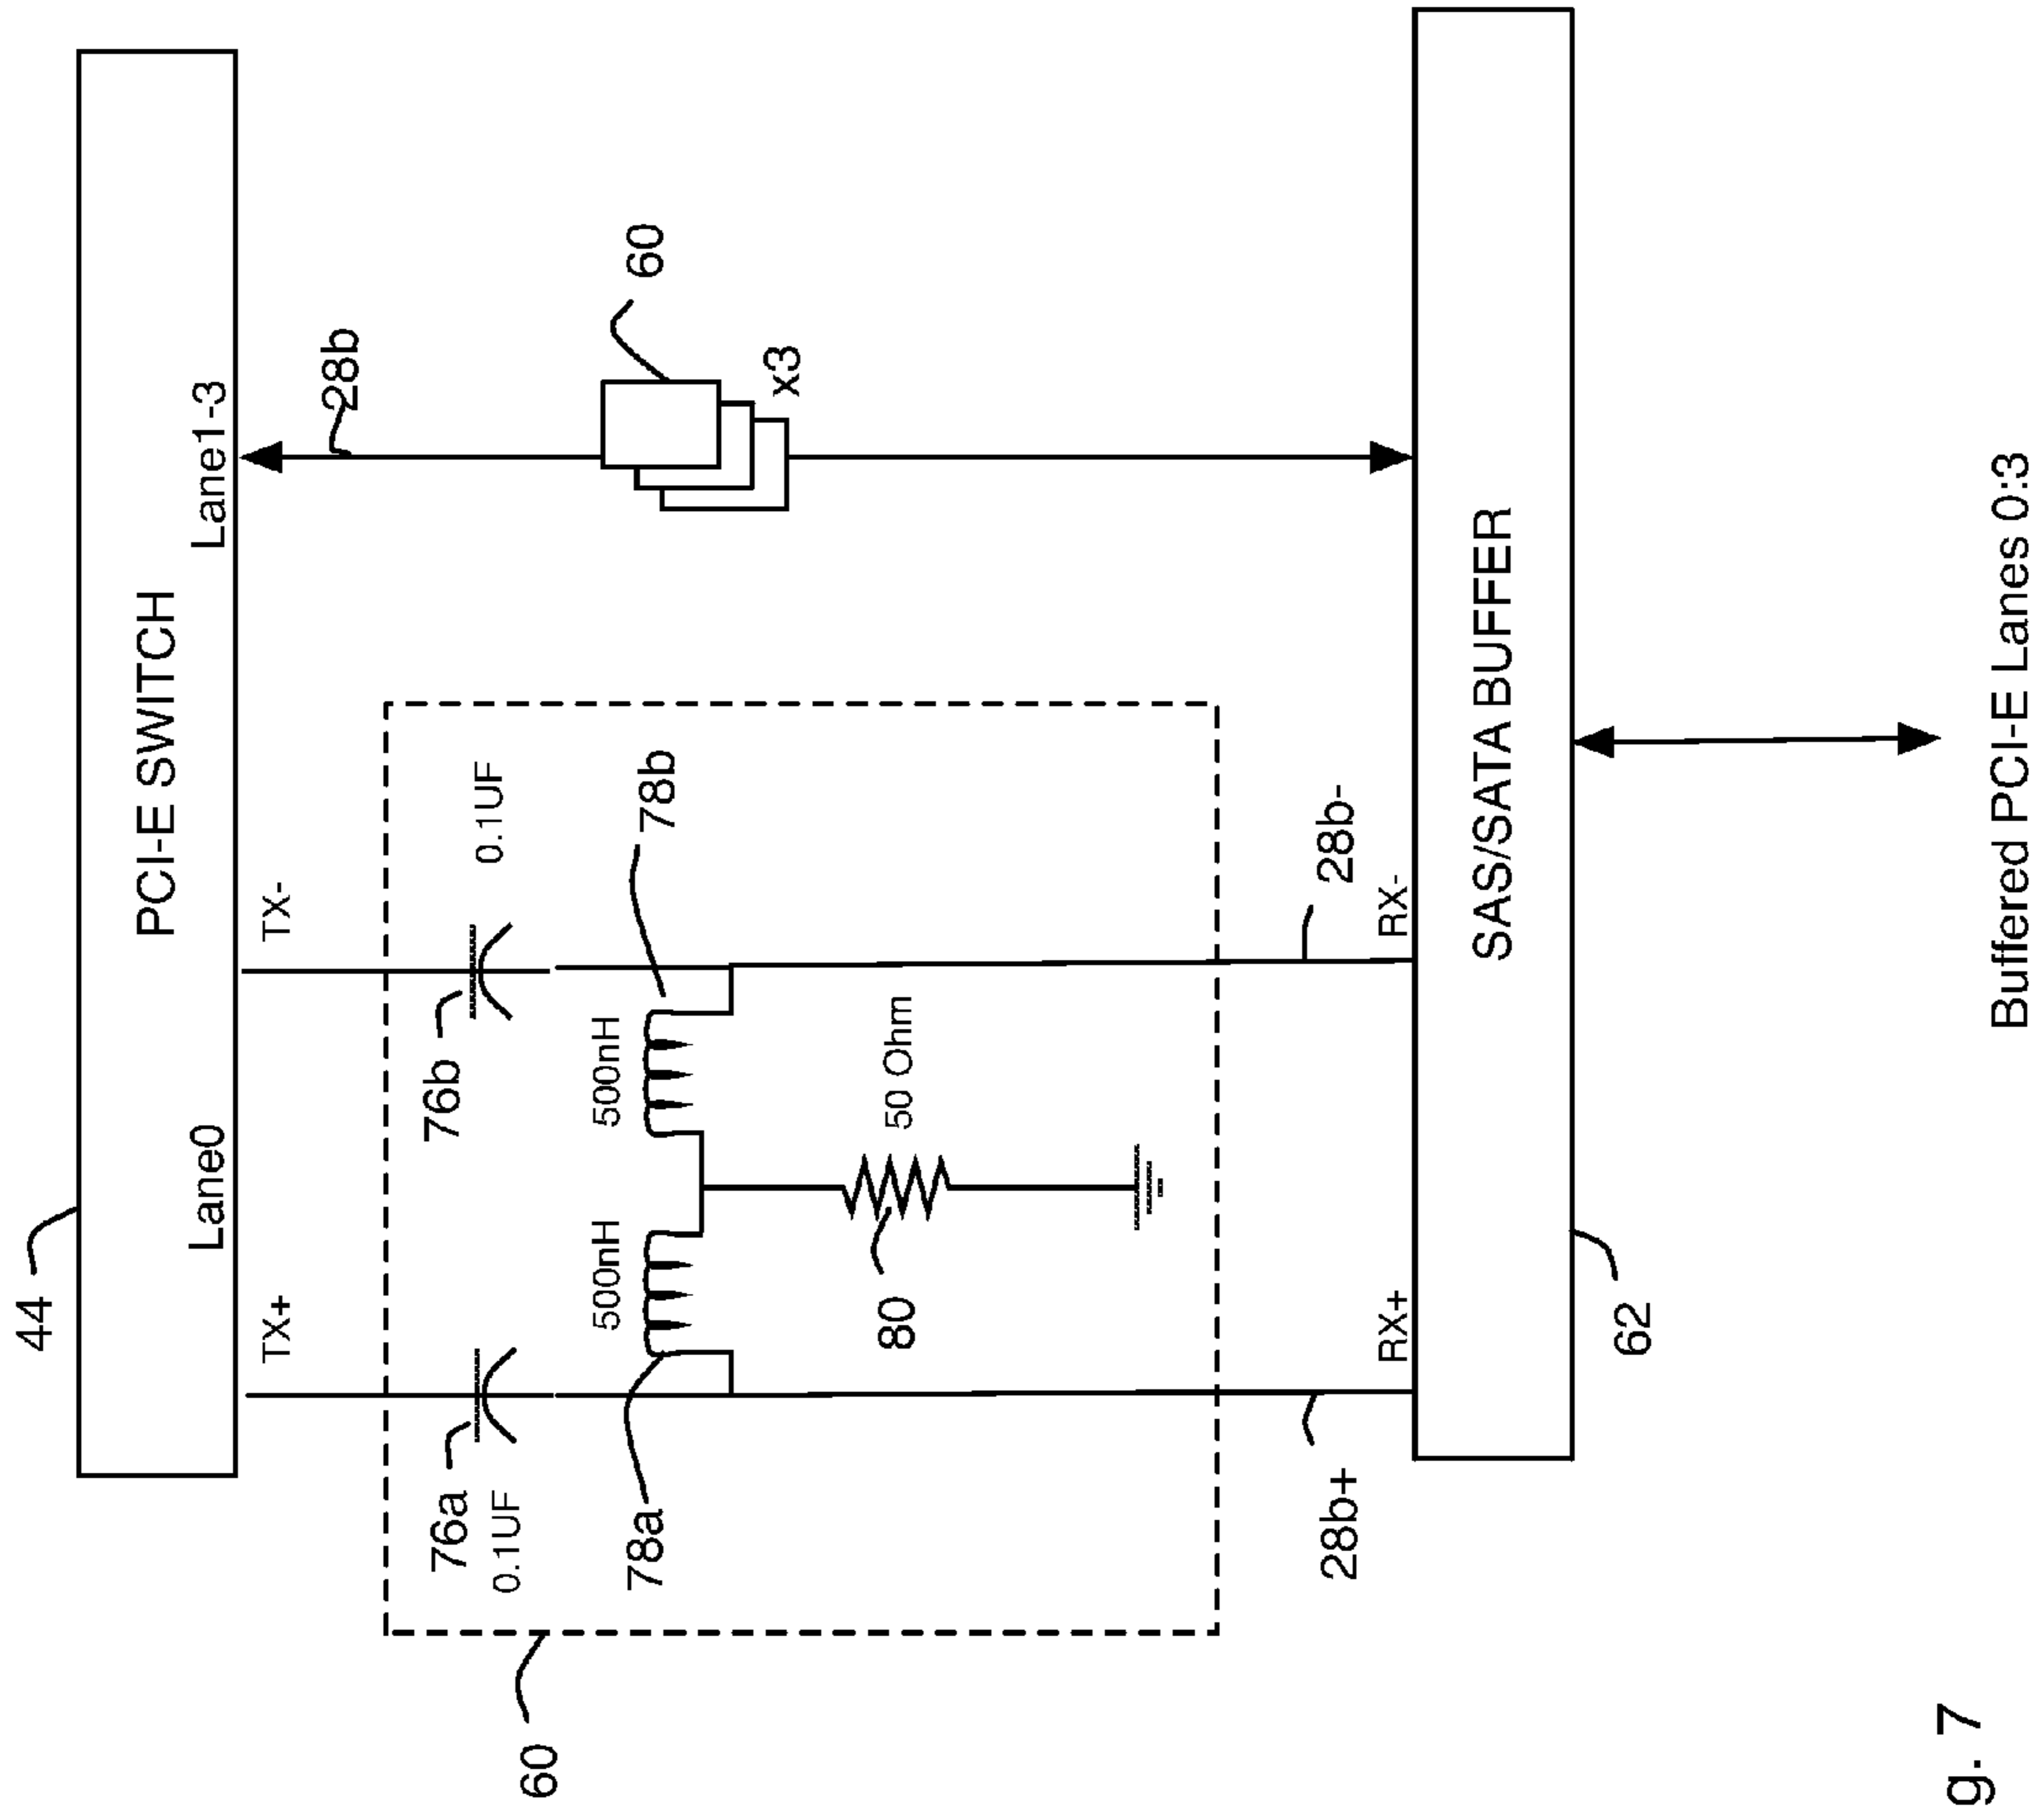 44
PCI-E SWITCH
Lane0
Lane1-3
TX+
TX-
28b
76a
0.1UF
76b
0.1UF
60
500nH
500nH
78a
78b
60
x3
80
50 Ohm
28b+
28b-
RX+
RX-
62
SAS/SATA BUFFER
Buffered PCI-E Lanes 0:3
g. 7